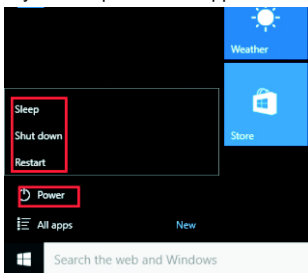 Weather
Sleep
Shut down
Store
Restart
Power
All apps New
Search the web and Windows